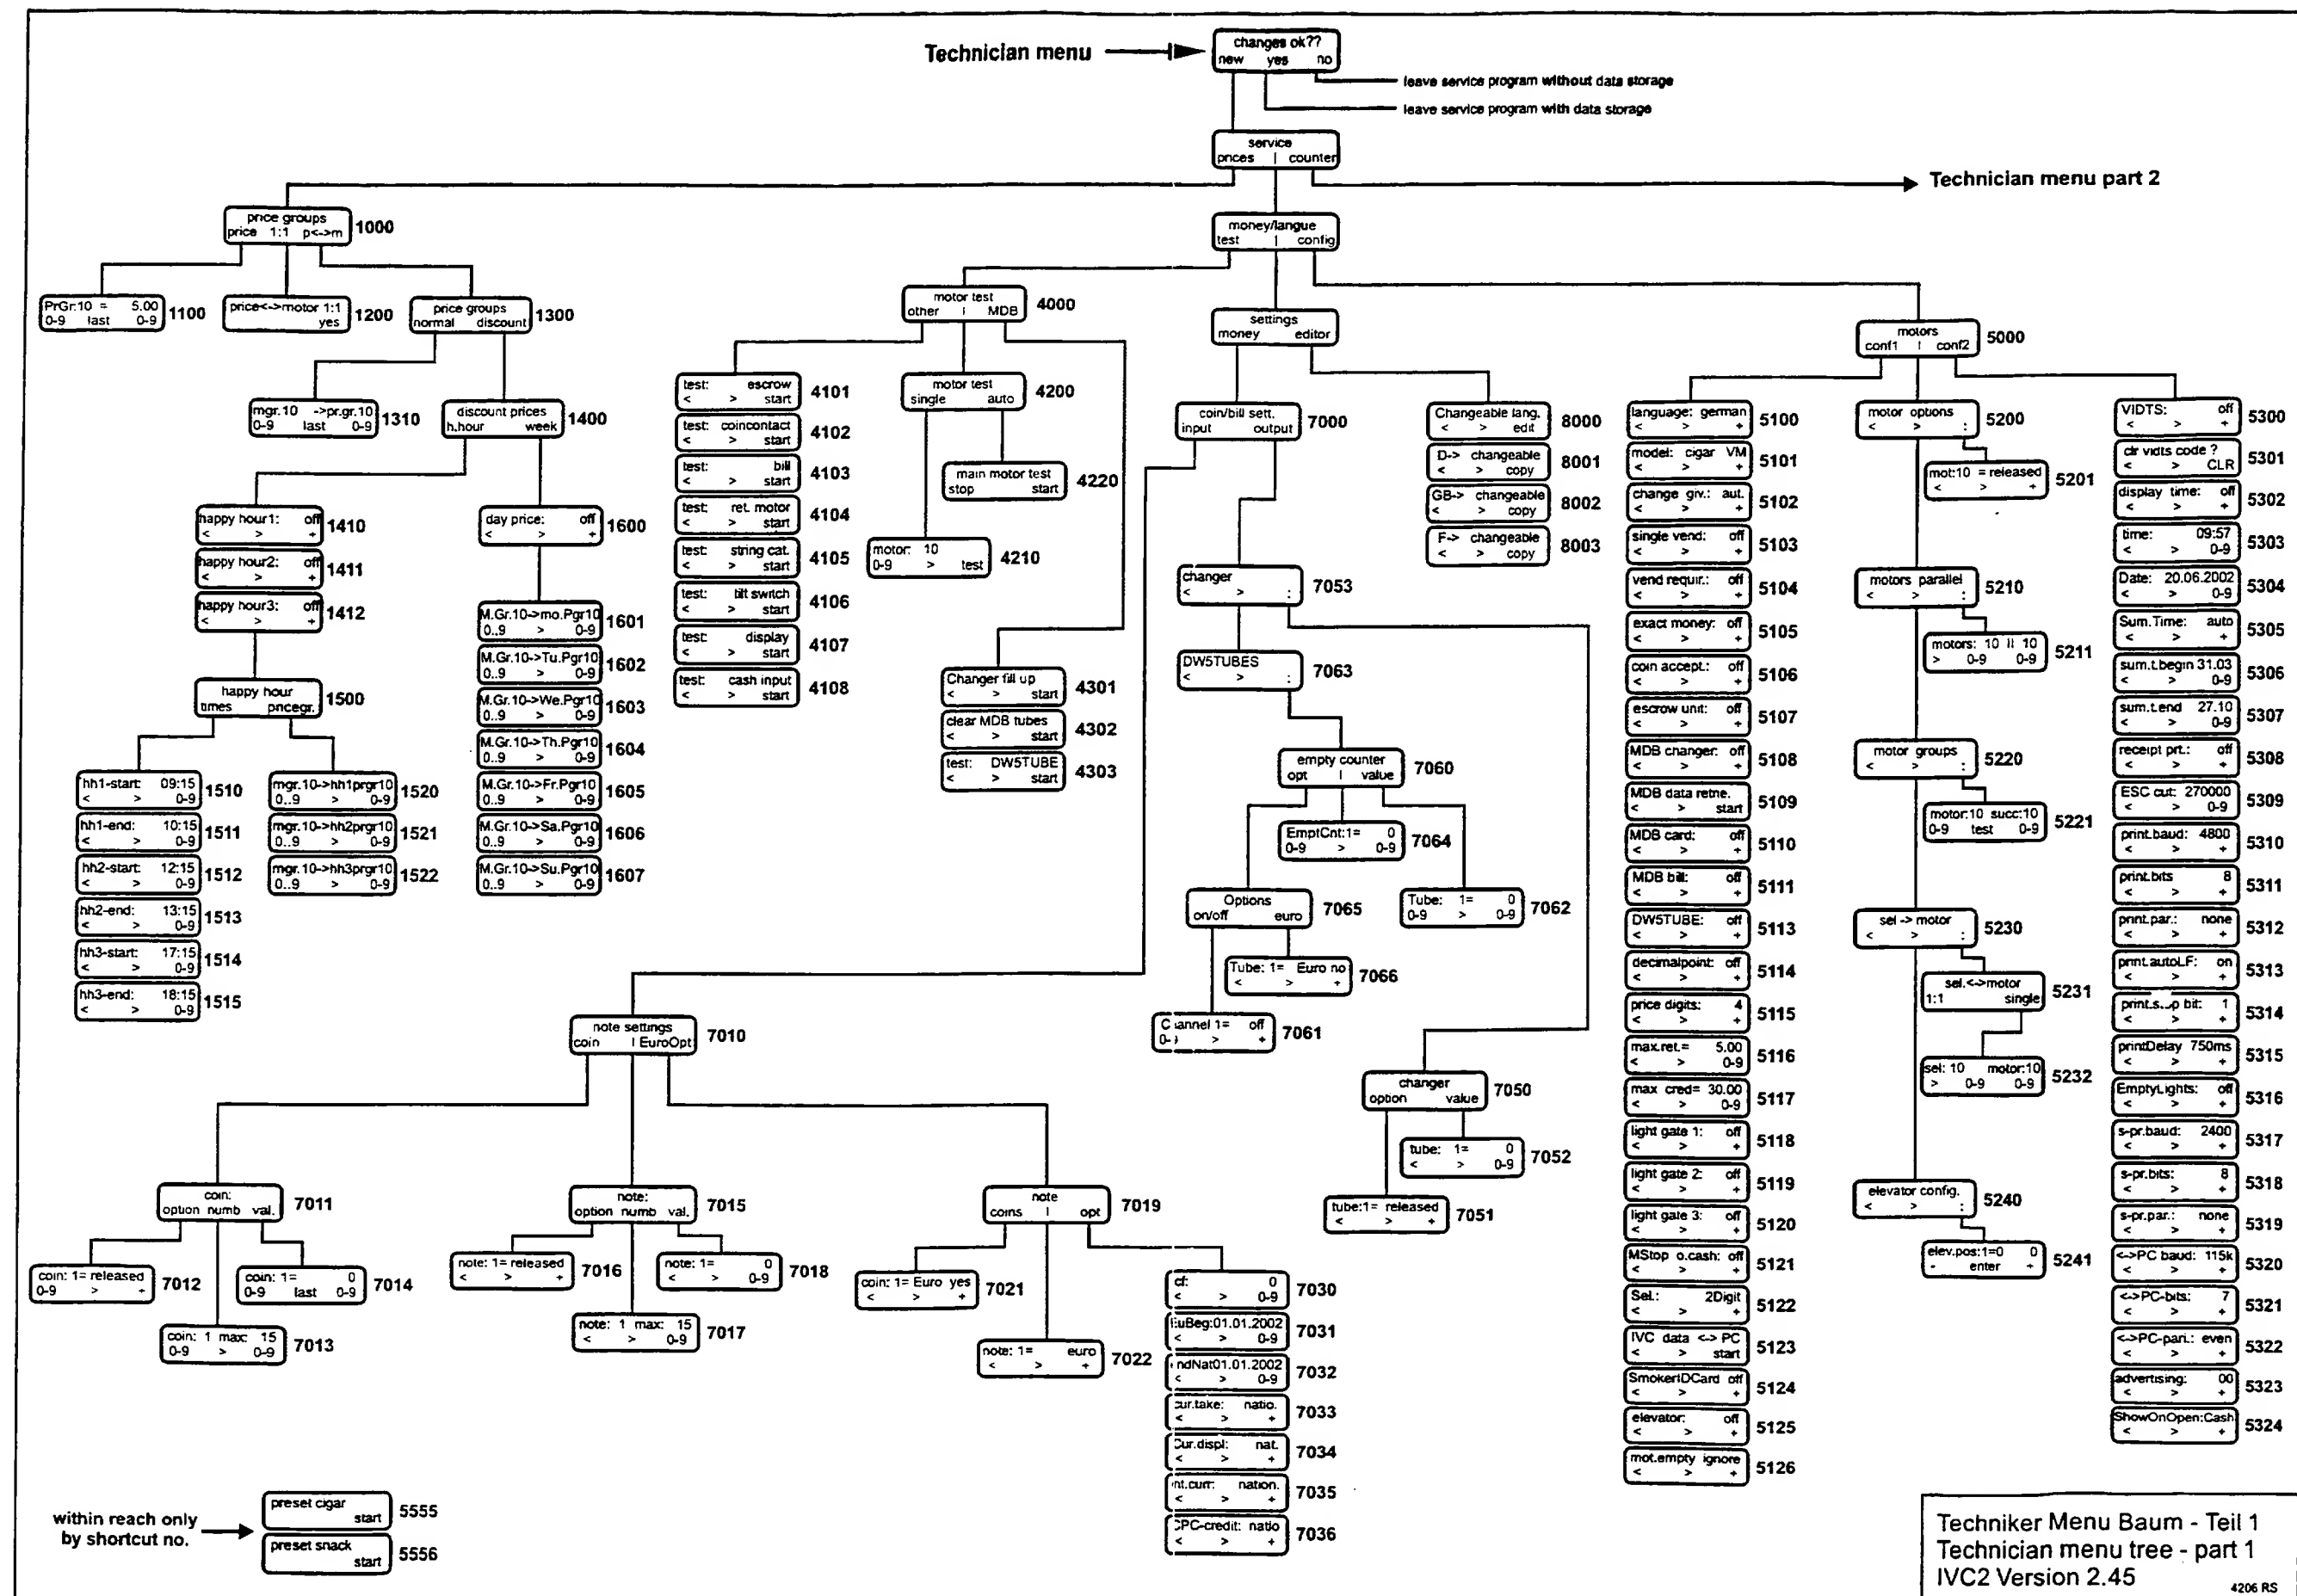 Technician menu
changes ok??
new yes no
leave service program without data storage
leave service program with data storage
service
prices | counter
Technician menu part 2
price groups
price 1:1 p<->m
1000
PrGr:10 = 5.00
0-9 last 0-9
1100
price<->motor 1:1
yes
1200
price groups
normal discount
1300
mgr.10 ->pr.gr.10
0-9 last 0-9
1310
discount prices
h.hour week
1400
happy hour1: off
< > +
1410
happy hour2: off
< > +
1411
happy hour3: off
< > +
1412
happy hour
times pricegr.
1500
hh1-start: 09:15
< > 0-9
1510
hh1-end: 10:15
< > 0-9
1511
hh2-start: 12:15
< > 0-9
1512
hh2-end: 13:15
< > 0-9
1513
hh3-start: 17:15
< > 0-9
1514
hh3-end: 18:15
< > 0-9
1515
mgr.10->hh1prgr10
0..9 > 0-9
1520
mgr.10->hh2prgr10
0..9 > 0-9
1521
mgr.10->hh3prgr10
0..9 > 0-9
1522
day price: off
< > +
1600
M.Gr.10->mo.Pgr10
0..9 > 0-9
1601
M.Gr.10->Tu.Pgr10
0..9 > 0-9
1602
M.Gr.10->We.Pgr10
0..9 > 0-9
1603
M.Gr.10->Th.Pgr10
0..9 > 0-9
1604
M.Gr.10->Fr.Pgr10
0..9 > 0-9
1605
M.Gr.10->Sa.Pgr10
0..9 > 0-9
1606
M.Gr.10->Su.Pgr10
0..9 > 0-9
1607
money/langue
test | config
motor test
other | MDB
4000
test: escrow
< > start
4101
test: coincontact
< > start
4102
test: bill
< > start
4103
test: ret. motor
< > start
4104
test: string cat.
< > start
4105
test: tilt switch
< > start
4106
test: display
< > start
4107
test: cash input
< > start
4108
motor test
single auto
4200
main motor test
stop start
4220
motor: 10
0-9 > test
4210
Changer fill up
< > start
4301
clear MDB tubes
< > start
4302
test: DW5TUBE
< > start
4303
settings
money editor
coin/bill sett.
input output
7000
Changeable lang.
< > edit
8000
D-> changeable
< > copy
8001
GB-> changeable
< > copy
8002
F-> changeable
< > copy
8003
changer
< > :
7053
DW5TUBES
< > :
7063
empty counter
opt | value
7060
EmptCnt:1= 0
0-9 > 0-9
7064
Options
on/off euro
7065
Tube: 1= 0
0-9 > 0-9
7062
Tube: 1= Euro no
< > +
7066
annel 1= off
> +
7061
changer
option value
7050
tube: 1= 0
< > 0-9
7052
tube:1= released
< > +
7051
note settings
coin | EuroOpt
7010
coin:
option numb val.
7011
coin: 1= released
0-9 > +
7012
coin: 1= 0
0-9 last 0-9
7014
coin: 1 max: 15
0-9 > 0-9
7013
note:
option numb val.
7015
note: 1= released
< > +
7016
note: 1= 0
< > 0-9
7018
note: 1 max: 15
< > 0-9
7017
note
coins | opt
7019
coin: 1= Euro yes
< > +
7021
note: 1= euro
< > +
7022
cf: 0
< > 0-9
7030
EuBeg:01.01.2002
< > 0-9
7031
ndNat01.01.2002
< > 0-9
7032
cur.take: natio.
< > +
7033
Cur.displ: nat.
< > +
7034
nt.curr: nation.
< > +
7035
CPC-credit: natio
< > +
7036
motors
conf1 | conf2
5000
language: german
< > +
5100
model: cigar VM
< > +
5101
change giv.: aut.
< > +
5102
single vend: off
< > +
5103
vend requir.: off
< > +
5104
exact money: off
< > +
5105
coin accept.: off
< > +
5106
escrow unit: off
< > +
5107
MDB changer: off
< > +
5108
MDB data retrie.
< > start
5109
MDB card: off
< > +
5110
MDB bill: off
< > +
5111
DW5TUBE: off
< > +
5113
decimalpoint: off
< > +
5114
price digits: 4
< > +
5115
max.ret.= 5.00
< > 0-9
5116
max cred= 30.00
< > 0-9
5117
light gate 1: off
< > +
5118
light gate 2: off
< > +
5119
light gate 3: off
< > +
5120
MStop o.cash: off
< > +
5121
Sel.: 2Digit
< > +
5122
IVC data <-> PC
< > start
5123
SmokerIDCard off
< > +
5124
elevator: off
< > +
5125
mot.empty ignore
< > +
5126
motor options
< > :
5200
mot:10 = released
< > +
5201
motors parallel
< > :
5210
motors: 10 II 10
> 0-9 0-9
5211
motor groups
< > :
5220
motor:10 succ:10
0-9 test 0-9
5221
sel -> motor
< > :
5230
sel.<->motor
1:1 single
5231
sel: 10 motor:10
> 0-9 0-9
5232
elevator config.
< > :
5240
elev.pos:1=0 0
- enter +
5241
VIDTS: off
< > +
5300
clr vidts code ?
< > CLR
5301
display time: off
< > +
5302
time: 09:57
< > 0-9
5303
Date: 20.06.2002
< > 0-9
5304
Sum.Time: auto
< > +
5305
sum.t.begin 31.03
< > 0-9
5306
sum.t.end 27.10
< > 0-9
5307
receipt prt.: off
< > +
5308
ESC cut: 270000
< > 0-9
5309
print.baud: 4800
< > +
5310
print.bits 8
< > +
5311
print.par.: none
< > +
5312
print.autoLF: on
< > +
5313
print.s p bit: 1
< > +
5314
printDelay 750ms
< > +
5315
EmptyLights: off
< > +
5316
s-pr.baud: 2400
< > +
5317
s-pr.bits: 8
< > +
5318
s-pr.par.: none
< > +
5319
<->PC baud: 115k
< > +
5320
<->PC-bits: 7
< > +
5321
<->PC-pari.: even
< > +
5322
advertising: 00
< > +
5323
ShowOnOpen:Cash
< > +
5324
within reach only
by shortcut no.
preset cigar
start
5555
preset snack
start
5556
Techniker Menu Baum - Teil 1
Technician menu tree - part 1
IVC2 Version 2.45
4206 RS